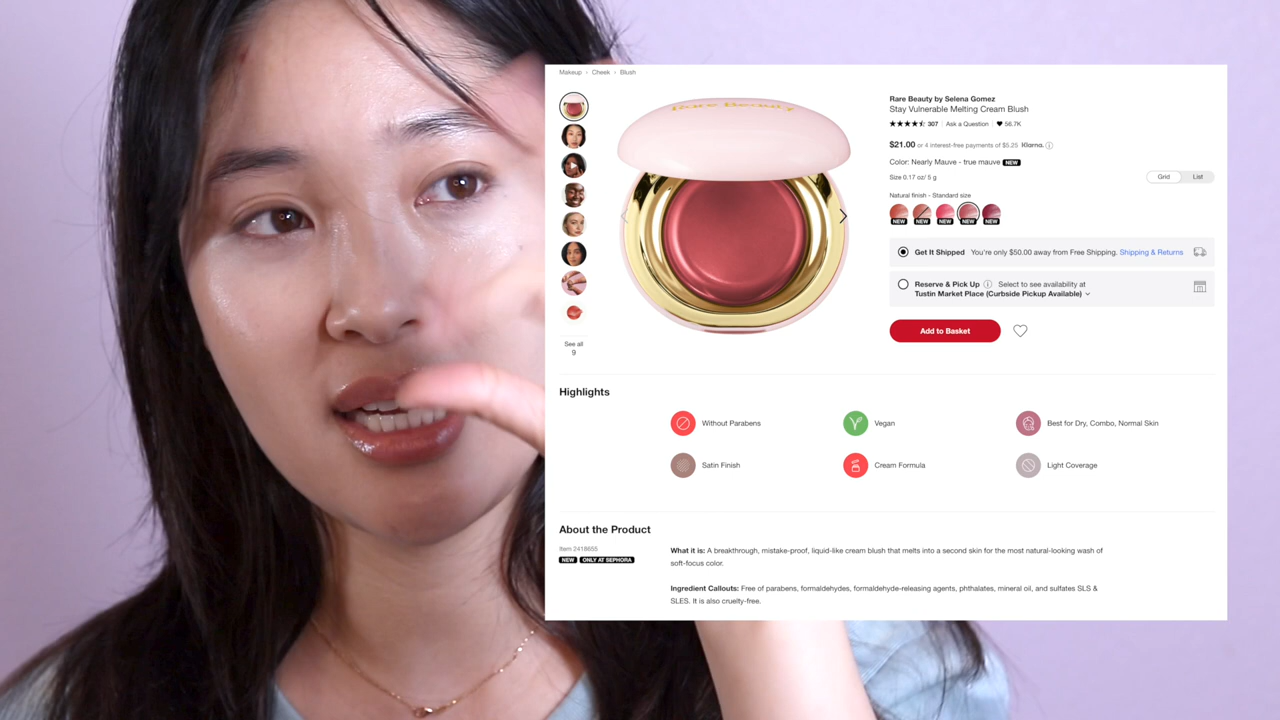 Makeup › Cheek › Blush
Rare Beauty
See all
9
Rare Beauty by Selena Gomez
Stay Vulnerable Melting Cream Blush
307 Ask a Question 56.7K
$21.00 or 4 interest-free payments of $5.25 Klarna.
Color: Nearly Mauve - true mauve NEW
Size 0.17 oz/ 5 g
Grid List
Natural finish - Standard size
NEW NEW NEW NEW NEW
Get It Shipped You're only $50.00 away from Free Shipping. Shipping & Returns
Reserve & Pick Up Select to see availability at
Tustin Market Place (Curbside Pickup Available)
Add to Basket
Highlights
Without Parabens Vegan Best for Dry, Combo, Normal Skin
Satin Finish Cream Formula Light Coverage
About the Product
Item 2418655
NEW ONLY AT SEPHORA
What it is: A breakthrough, mistake-proof, liquid-like cream blush that melts into a second skin for the most natural-looking wash of
soft-focus color.
Ingredient Callouts: Free of parabens, formaldehydes, formaldehyde-releasing agents, phthalates, mineral oil, and sulfates SLS &
SLES. It is also cruelty-free.